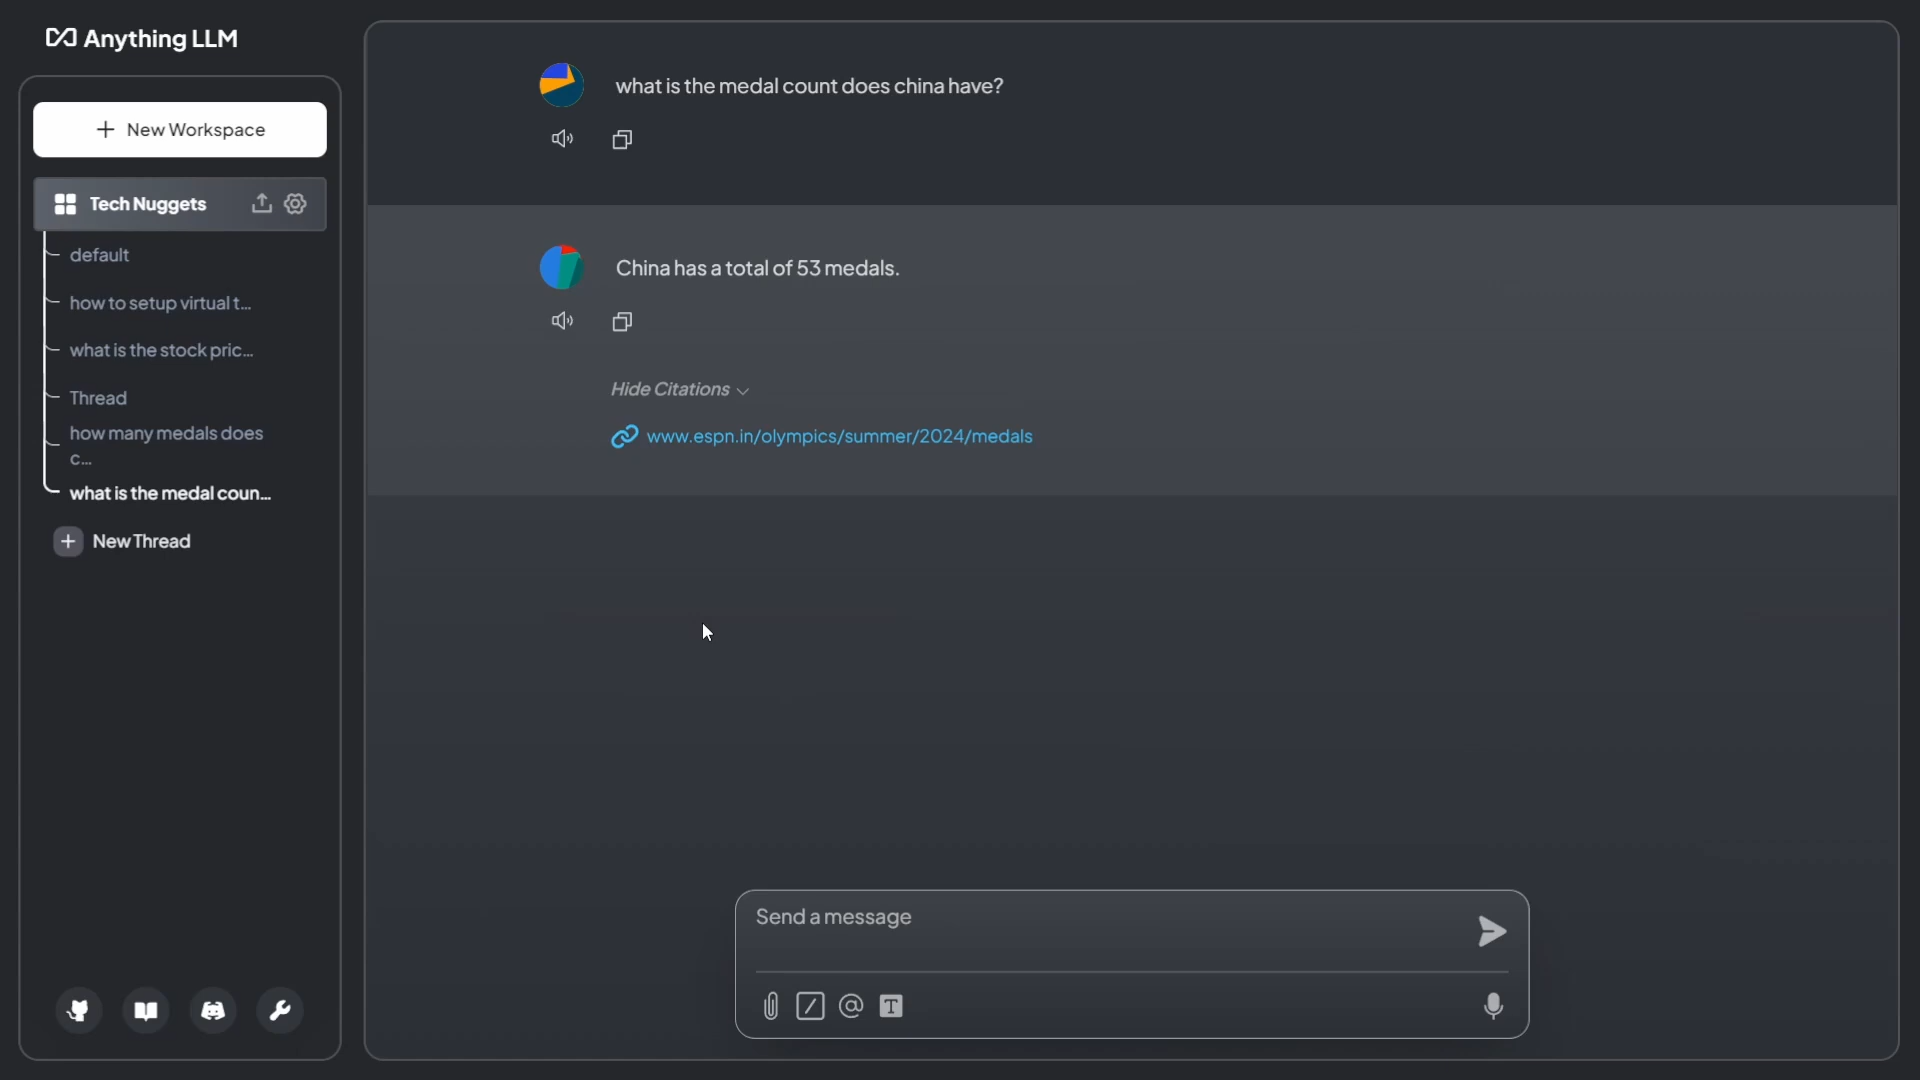 Anything LLM
New Workspace
Tech Nuggets
default
how to setup virtual t...
what is the stock pric...
Thread
how many medals does
c...
what is the medal coun...
New Thread
what is the medal count does china have?
China has a total of 53 medals.
Hide Citations
www.espn.in/olympics/summer/2024/medals
Send a message